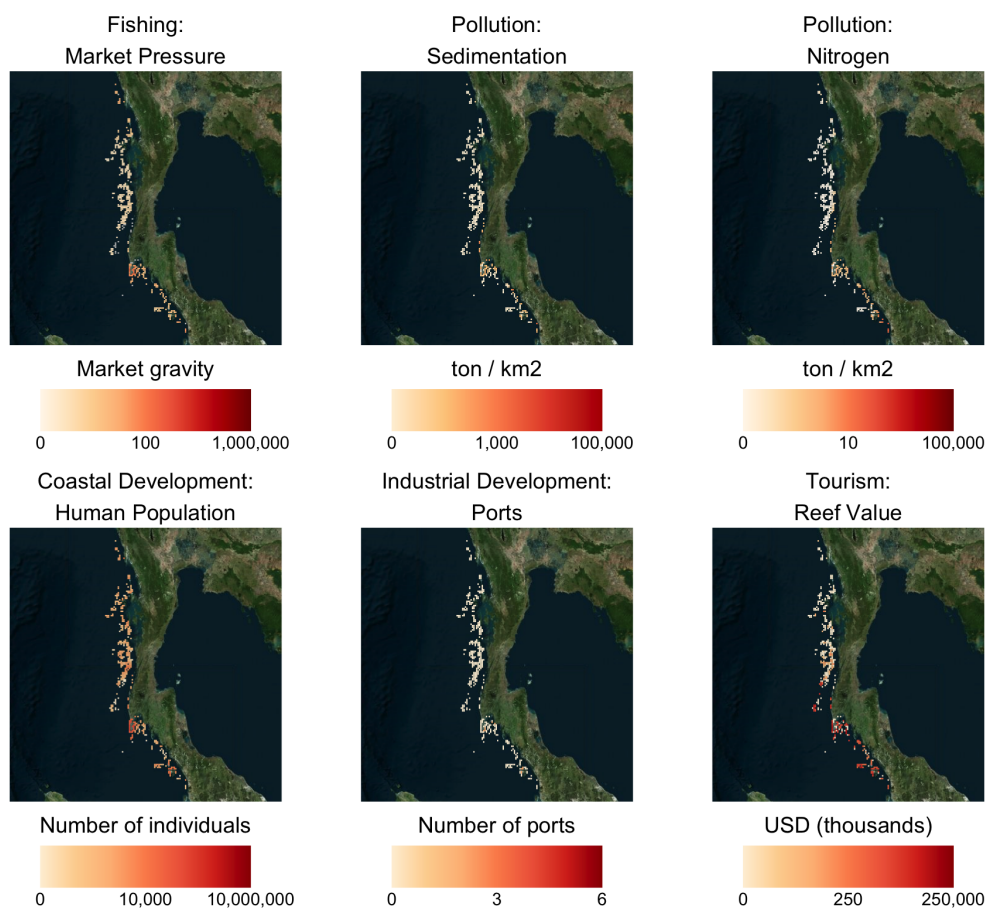 Fishing:
Market Pressure
Pollution:
Sedimentation
Pollution:
Nitrogen
Market gravity
0 100 1,000,000
ton / km2
0 1,000 100,000
ton / km2
0 10 100,000
Coastal Development:
Human Population
Industrial Development:
Ports
Tourism:
Reef Value
Number of individuals
0 10,000 10,000,000
Number of ports
0 3 6
USD (thousands)
0 250 250,000